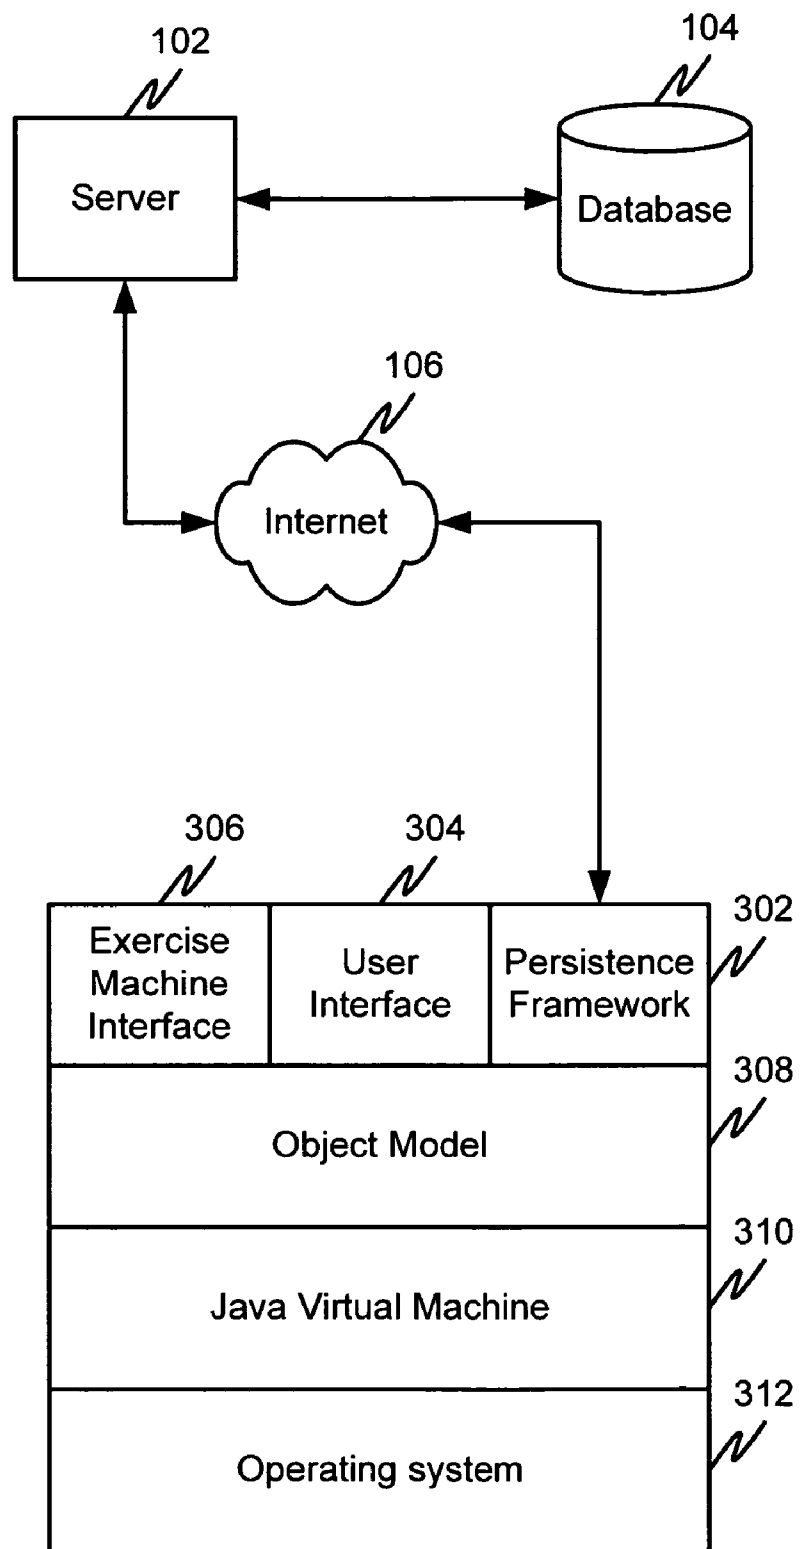 102
104
Server
Database
106
Internet
306
304
302
Exercise
Machine
Interface
User
Interface
Persistence
Framework
308
Object Model
310
Java Virtual Machine
312
Operating system